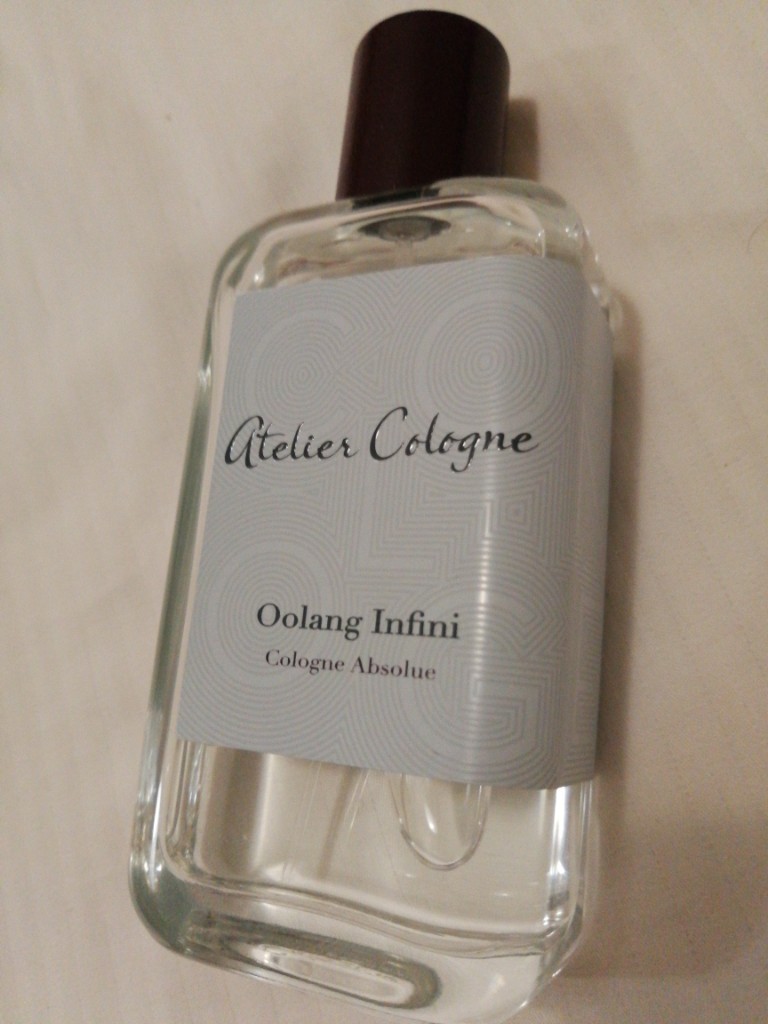 Atelier Cologne
Oolang Infini
Cologne Absolue